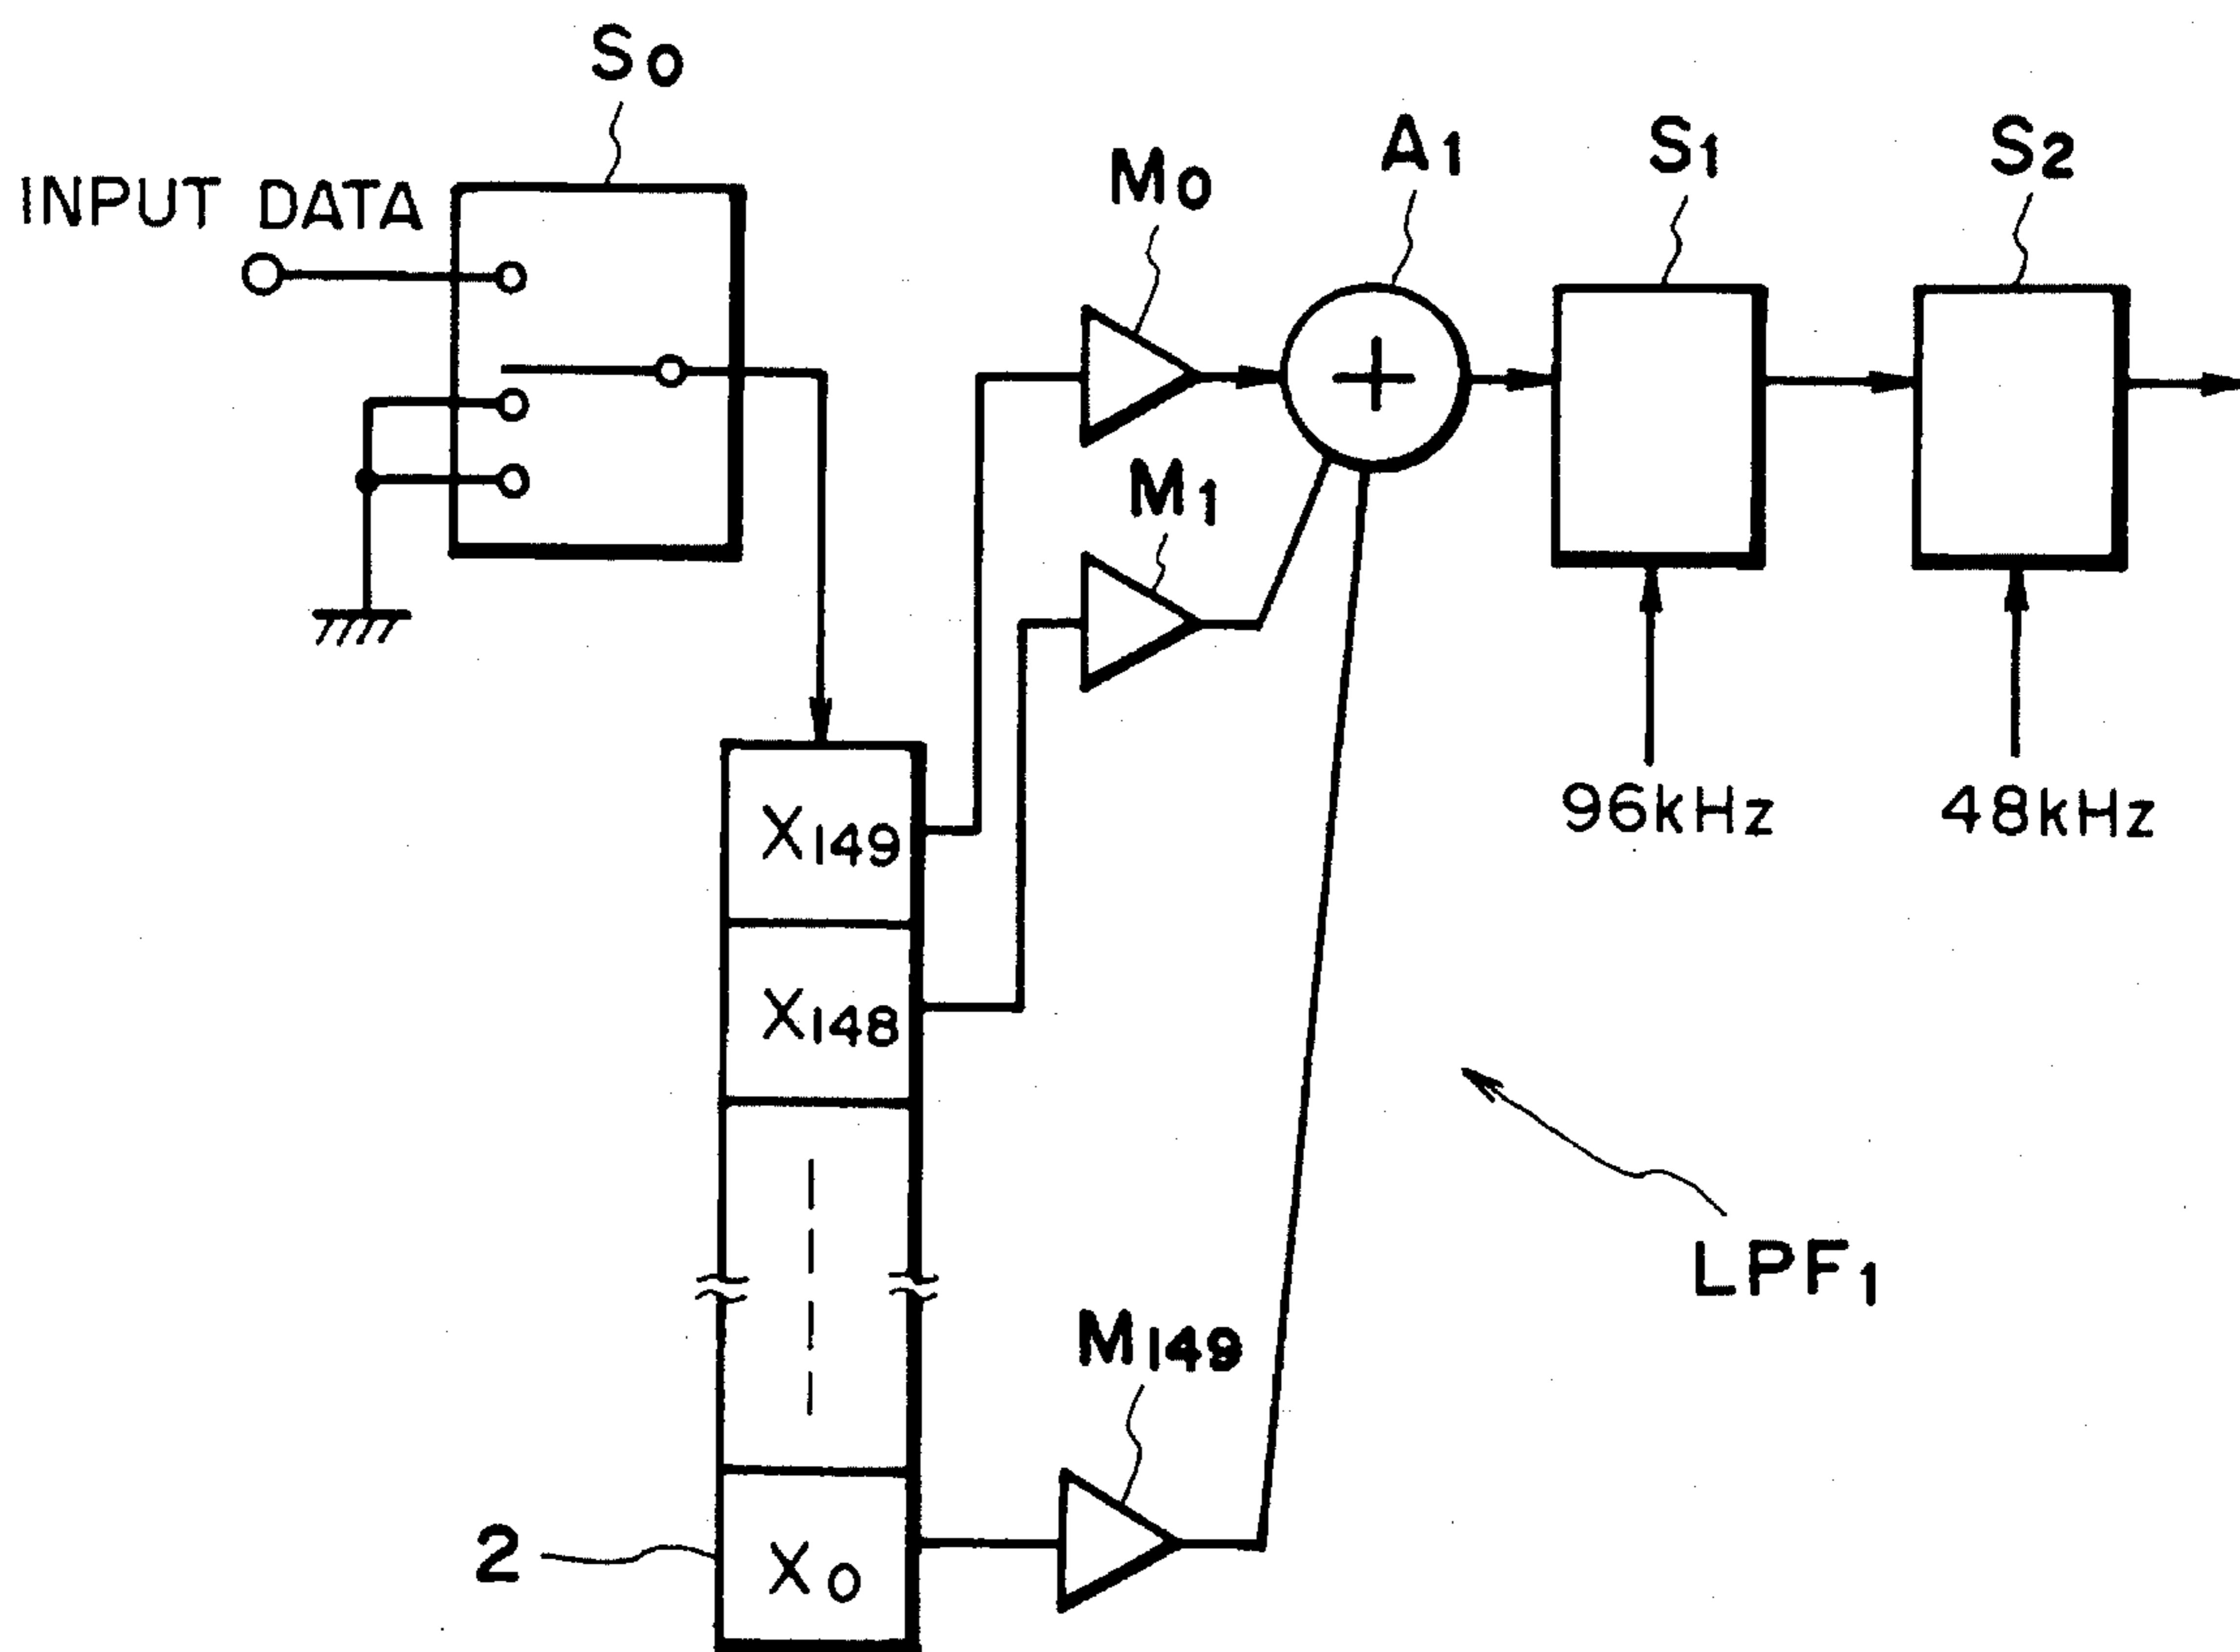 S0
INPUT DATA
M0
A1
S1
S2
M1
96kHz
48kHz
X149
X148
LPF1
M149
2
X0